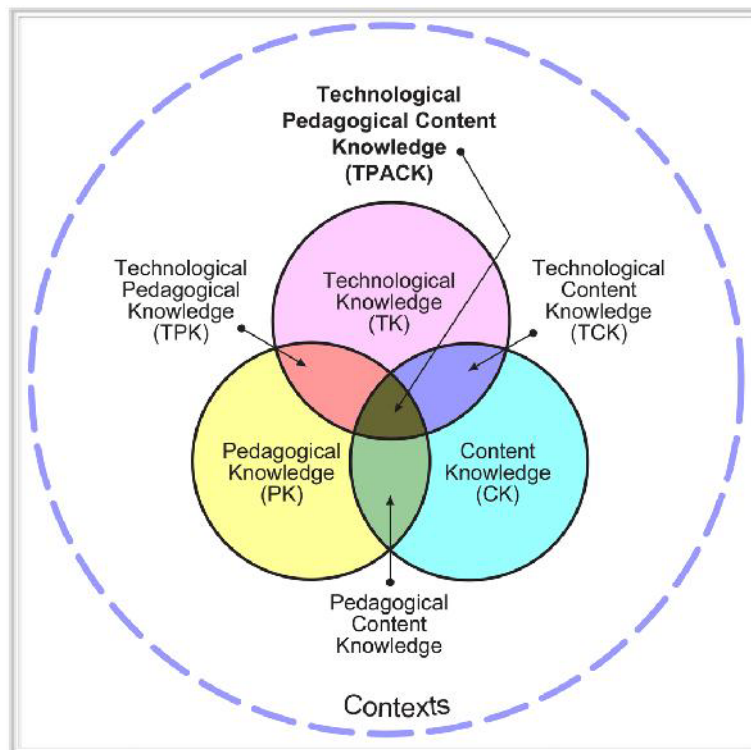 Technological
Pedagogical Content
Knowledge
(TPACK)
Technological
Pedagogical
Knowledge
(TPK)
Technological
Knowledge
(TK)
Technological
Content
Knowledge
(TCK)
Pedagogical
Knowledge
(PK)
Content
Knowledge
(CK)
Pedagogical
Content
Knowledge
Contexts